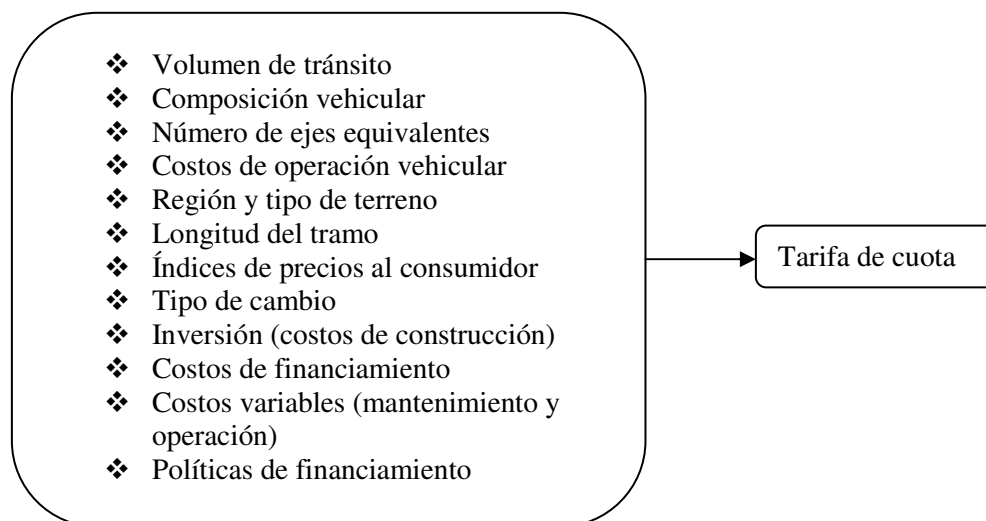 ❖ Volumen de tránsito
❖ Composición vehicular
❖ Número de ejes equivalentes
❖ Costos de operación vehicular
❖ Región y tipo de terreno
❖ Longitud del tramo
❖ Índices de precios al consumidor
❖ Tipo de cambio
❖ Inversión (costos de construcción)
❖ Costos de financiamiento
❖ Costos variables (mantenimiento y
operación)
❖ Políticas de financiamiento
Tarifa de cuota